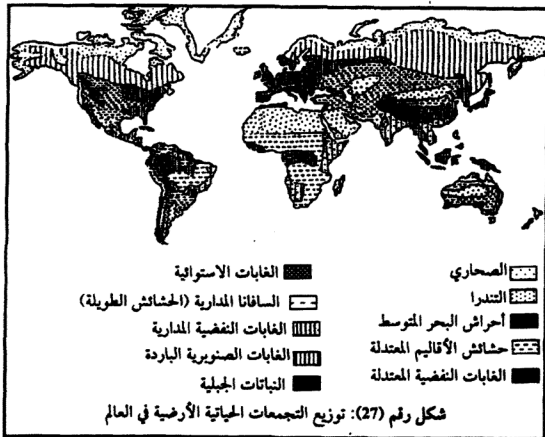 الصحاري
التندرا
أحراش البحر المتوسط
حشائش الأقاليم المعتدلة
الغابات النفضية المعتدلة
الغابات الاستوائية
السافانا المدارية (الحشائش الطويلة)
الغابات النفضية المدارية
الغابات الصنوبرية الباردة
النباتات الجبلية
شكل رقم (27): توزيع التجمعات الحياتية الأرضية في العالم